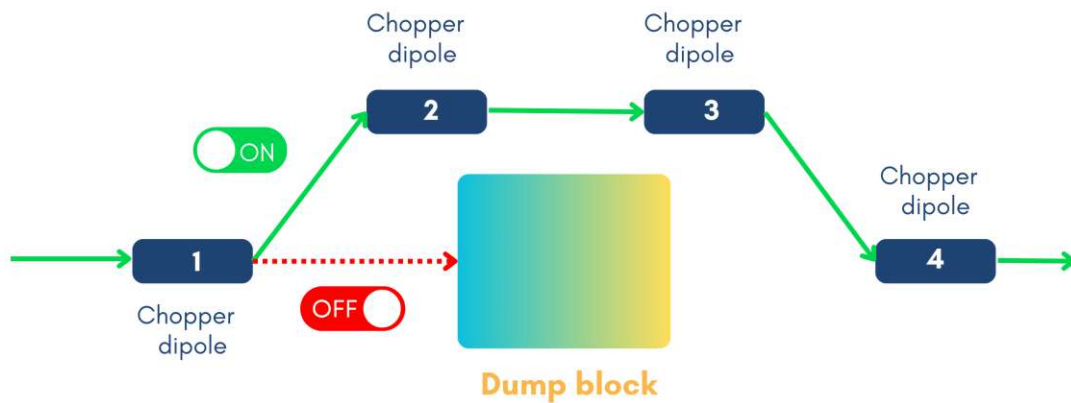 Chopper
dipole
Chopper
dipole
2
3
ON
Chopper
dipole
1
4
OFF
Chopper
dipole
Dump block